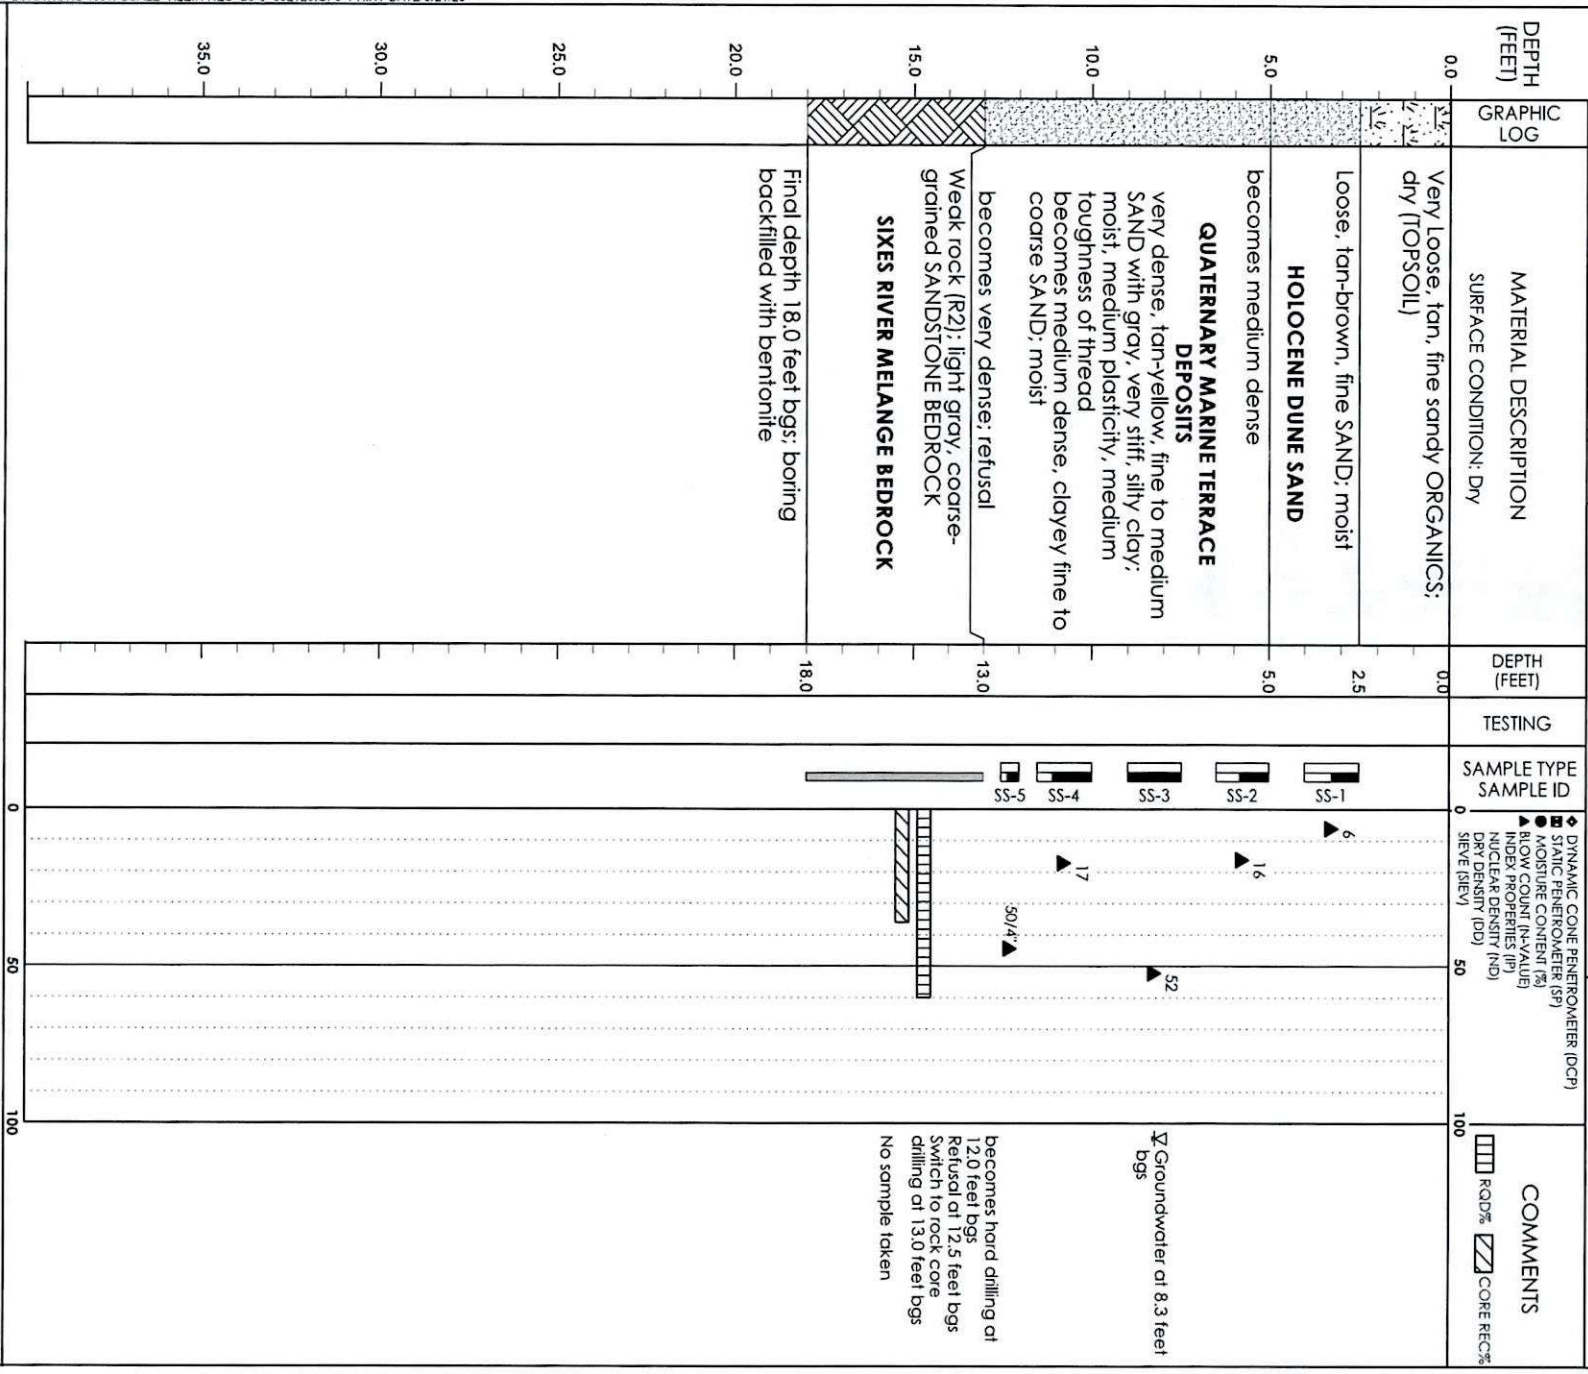 DEPTH
(FEET)
GRAPHIC
LOG
MATERIAL DESCRIPTION
SURFACE CONDITION: Dry
DEPTH
(FEET)
TESTING
SAMPLE TYPE
SAMPLE ID
DYNAMIC CONE PENETROMETER (DCP)
STATIC PENETROMETER (SP)
MOISTURE CONTENT (%)
BLOW COUNT (N-VALUE)
INDEX PROPERTIES (IP)
NUCLEAR DENSITY (ND)
DRY DENSITY (DD)
SIEVE (SIEV)
0
50
100
COMMENTS
RQD%
CORE REC%
0.0
5.0
10.0
15.0
20.0
25.0
30.0
35.0
Very Loose, tan, fine sandy ORGANICS;
dry (TOPSOIL)
Loose, tan-brown, fine SAND; moist
HOLOCENE DUNE SAND
becomes medium dense
QUATERNARY MARINE TERRACE
DEPOSITS
very dense, tan-yellow, fine to medium
SAND with gray, very stiff, silty clay;
moist, medium plasticity, medium
toughness of thread
becomes medium dense, clayey fine to
coarse SAND; moist
becomes very dense; refusal
Weak rock (R2); light gray, coarse-
grained SANDSTONE BEDROCK
SIXES RIVER MELANGE BEDROCK
Final depth 18.0 feet bgs; boring
backfilled with bentonite
0.0
2.5
5.0
13.0
18.0
SS-1
SS-2
SS-3
SS-4
SS-5
6
16
52
17
50/4"
Groundwater at 8.3 feet
bgs
becomes hard drilling at
12.0 feet bgs
Refusal at 12.5 feet bgs
Switch to rock core
drilling at 13.0 feet bgs
No sample taken
0
50
100